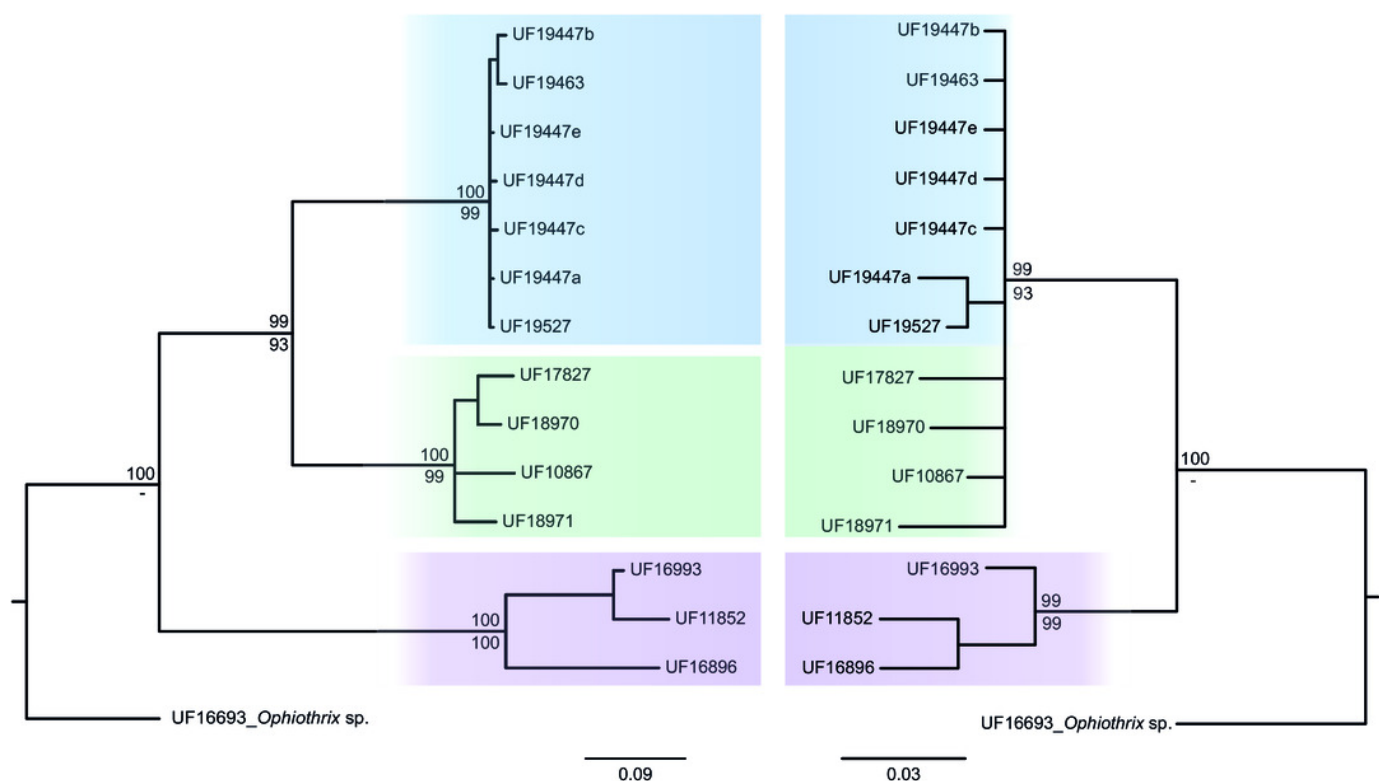 UF19447b
UF19463
UF19447e
UF19447d
100
99
UF19447c
UF19447a
UF19527
99
93
UF17827
UF18970
100
99
UF10867
UF18971
100
-
UF16993
UF11852
100
100
UF16896
UF16693_Ophiothrix sp.
0.09
UF19447b
UF19463
UF19447e
UF19447d
UF19447c
UF19447a
99
93
UF19527
UF17827
UF18970
UF10867
100
-
UF18971
UF16993
99
99
UF11852
UF16896
UF16693_Ophiothrix sp.
0.03